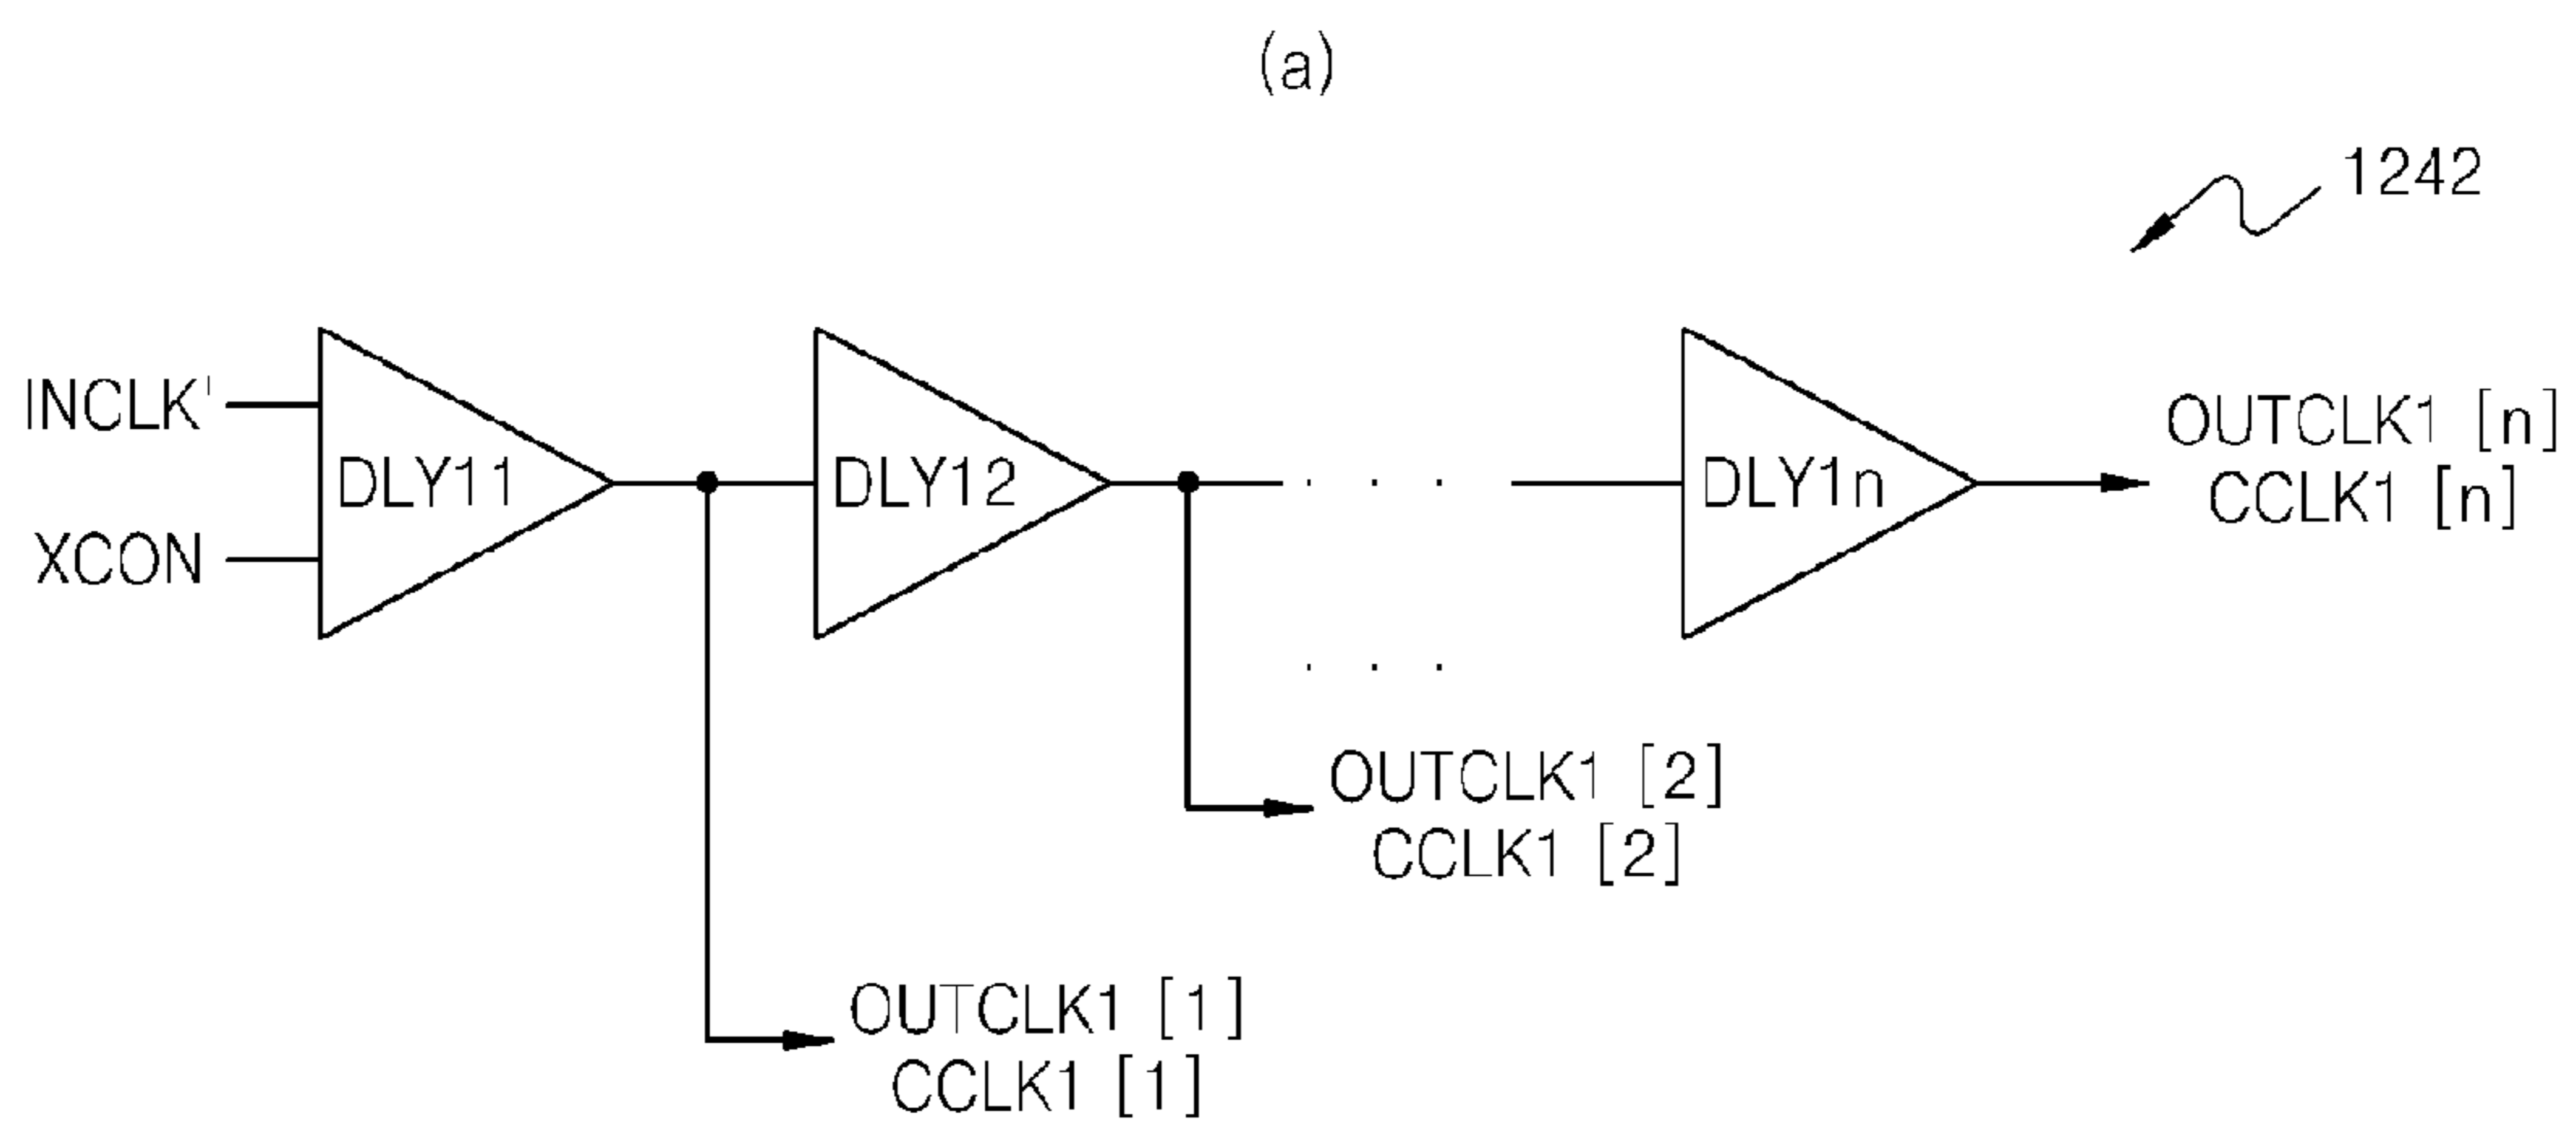 (a)
1242
INCLK'
XCON
DLY11
DLY12
DLY1n
OUTCLK1 [n]
CCLK1 [n]
. . .
. . .
OUTCLK1 [2]
CCLK1 [2]
OUTCLK1 [1]
CCLK1 [1]